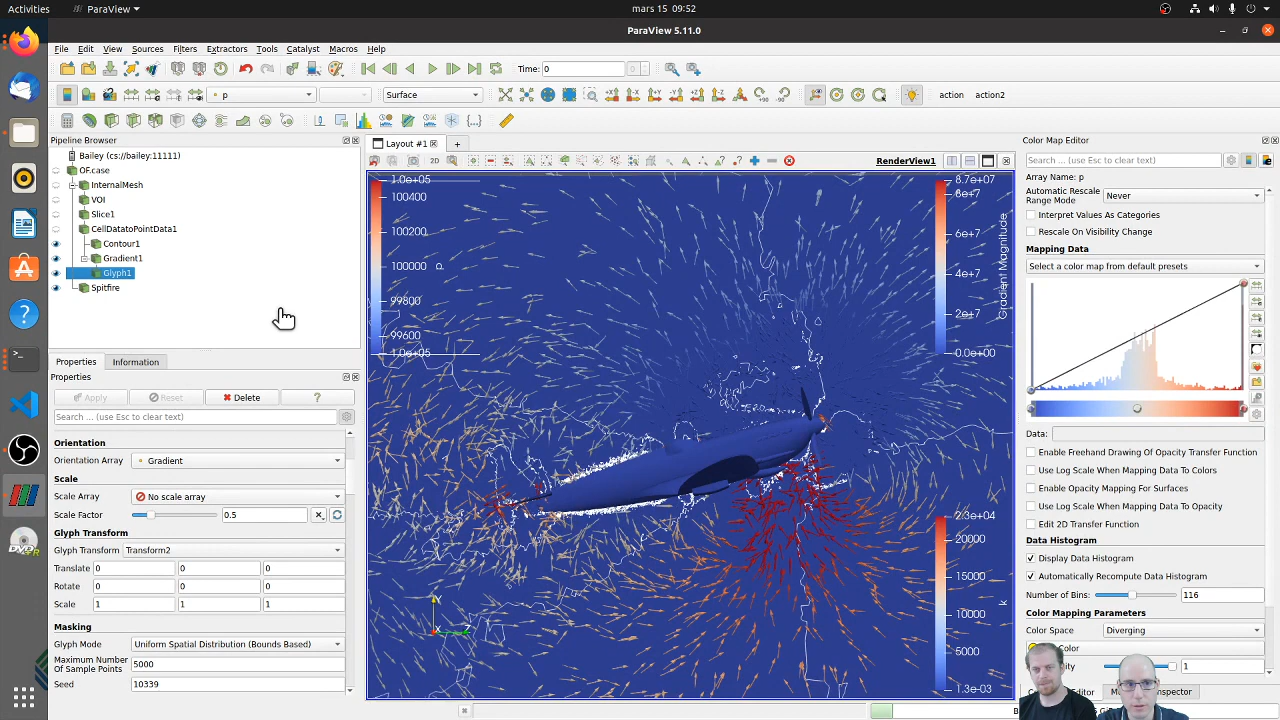 Activities
ParaView
mars 15 09:52
ParaView 5.11.0
File Edit View Sources Filters Extractors Tools Catalyst Macros Help
Time: 0
0
p
Surface
action action2
Pipeline Browser
Bailey (cs://bailey:11111)
OF.case
InternalMesh
VOI
Slice1
CellDatatoPointData1
Contour1
Gradient1
Glyph1
Spitfire
Properties Information
Properties
Apply Reset Delete ?
Search ... (use Esc to clear text)
Orientation
Orientation Array Gradient
Scale
Scale Array No scale array
Scale Factor 0.5
Glyph Transform
Glyph Transform Transform2
Translate 0 0 0
Rotate 0 0 0
Scale 1 1 1
Masking
Glyph Mode Uniform Spatial Distribution (Bounds Based)
Maximum Number
Of Sample Points
5000
Seed 10339
Layout #1
+
2D
RenderView1
1.0e+05
100400
100200
100000
99800
99600
1.0e+05
p
8.7e+07
6e+7
4e+7
2e+7
0.0e+00
Gradient Magnitude
2.3e+04
20000
15000
10000
5000
1.3e-03
k
Y
X
Z
Color Map Editor
Search ... (use Esc to clear text)
Array Name: p
Automatic Rescale
Range Mode
Never
Interpret Values As Categories
Rescale On Visibility Change
Mapping Data
Select a color map from default presets
Data:
Enable Freehand Drawing Of Opacity Transfer Function
Use Log Scale When Mapping Data To Colors
Enable Opacity Mapping For Surfaces
Use Log Scale When Mapping Data To Opacity
Edit 2D Transfer Function
Data Histogram
Display Data Histogram
Automatically Recompute Data Histogram
Number of Bins: 116
Color Mapping Parameters
Color Space Diverging
Color
1